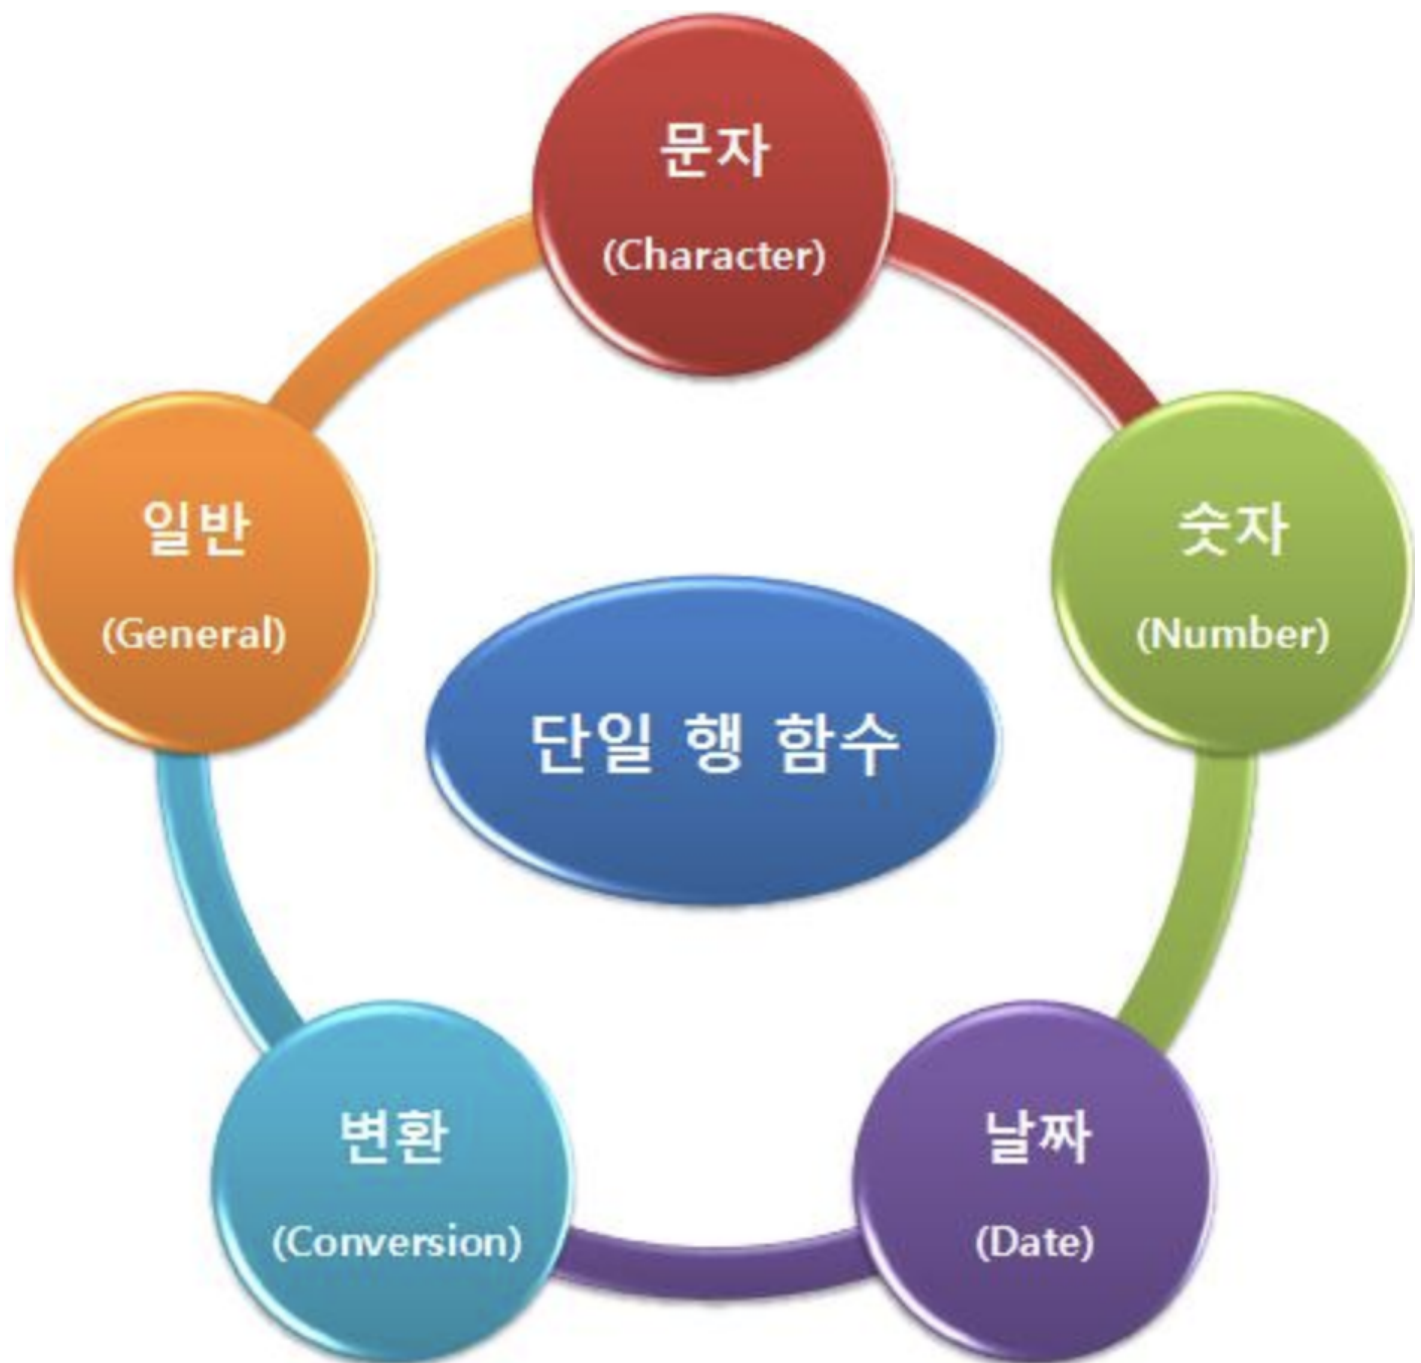 문자
(Character)
일반
(General)
숫자
(Number)
단일 행 함수
변환
(Conversion)
날짜
(Date)